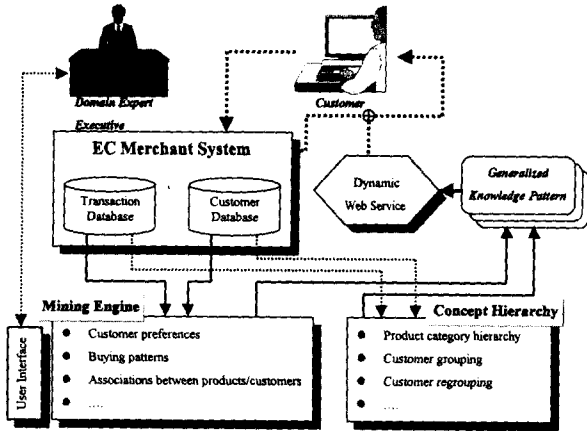 Domain Expert
Executive
Customer
EC Merchant System
Transaction
Database
Customer
Database
Dynamic
Web Service
Generalized
Knowledge Pattern
Mining Engine
Customer preferences
Buying patterns
Associations between products/customers
....
User Interface
Concept Hierarchy
Product category hierarchy
Customer grouping
Customer regrouping
....